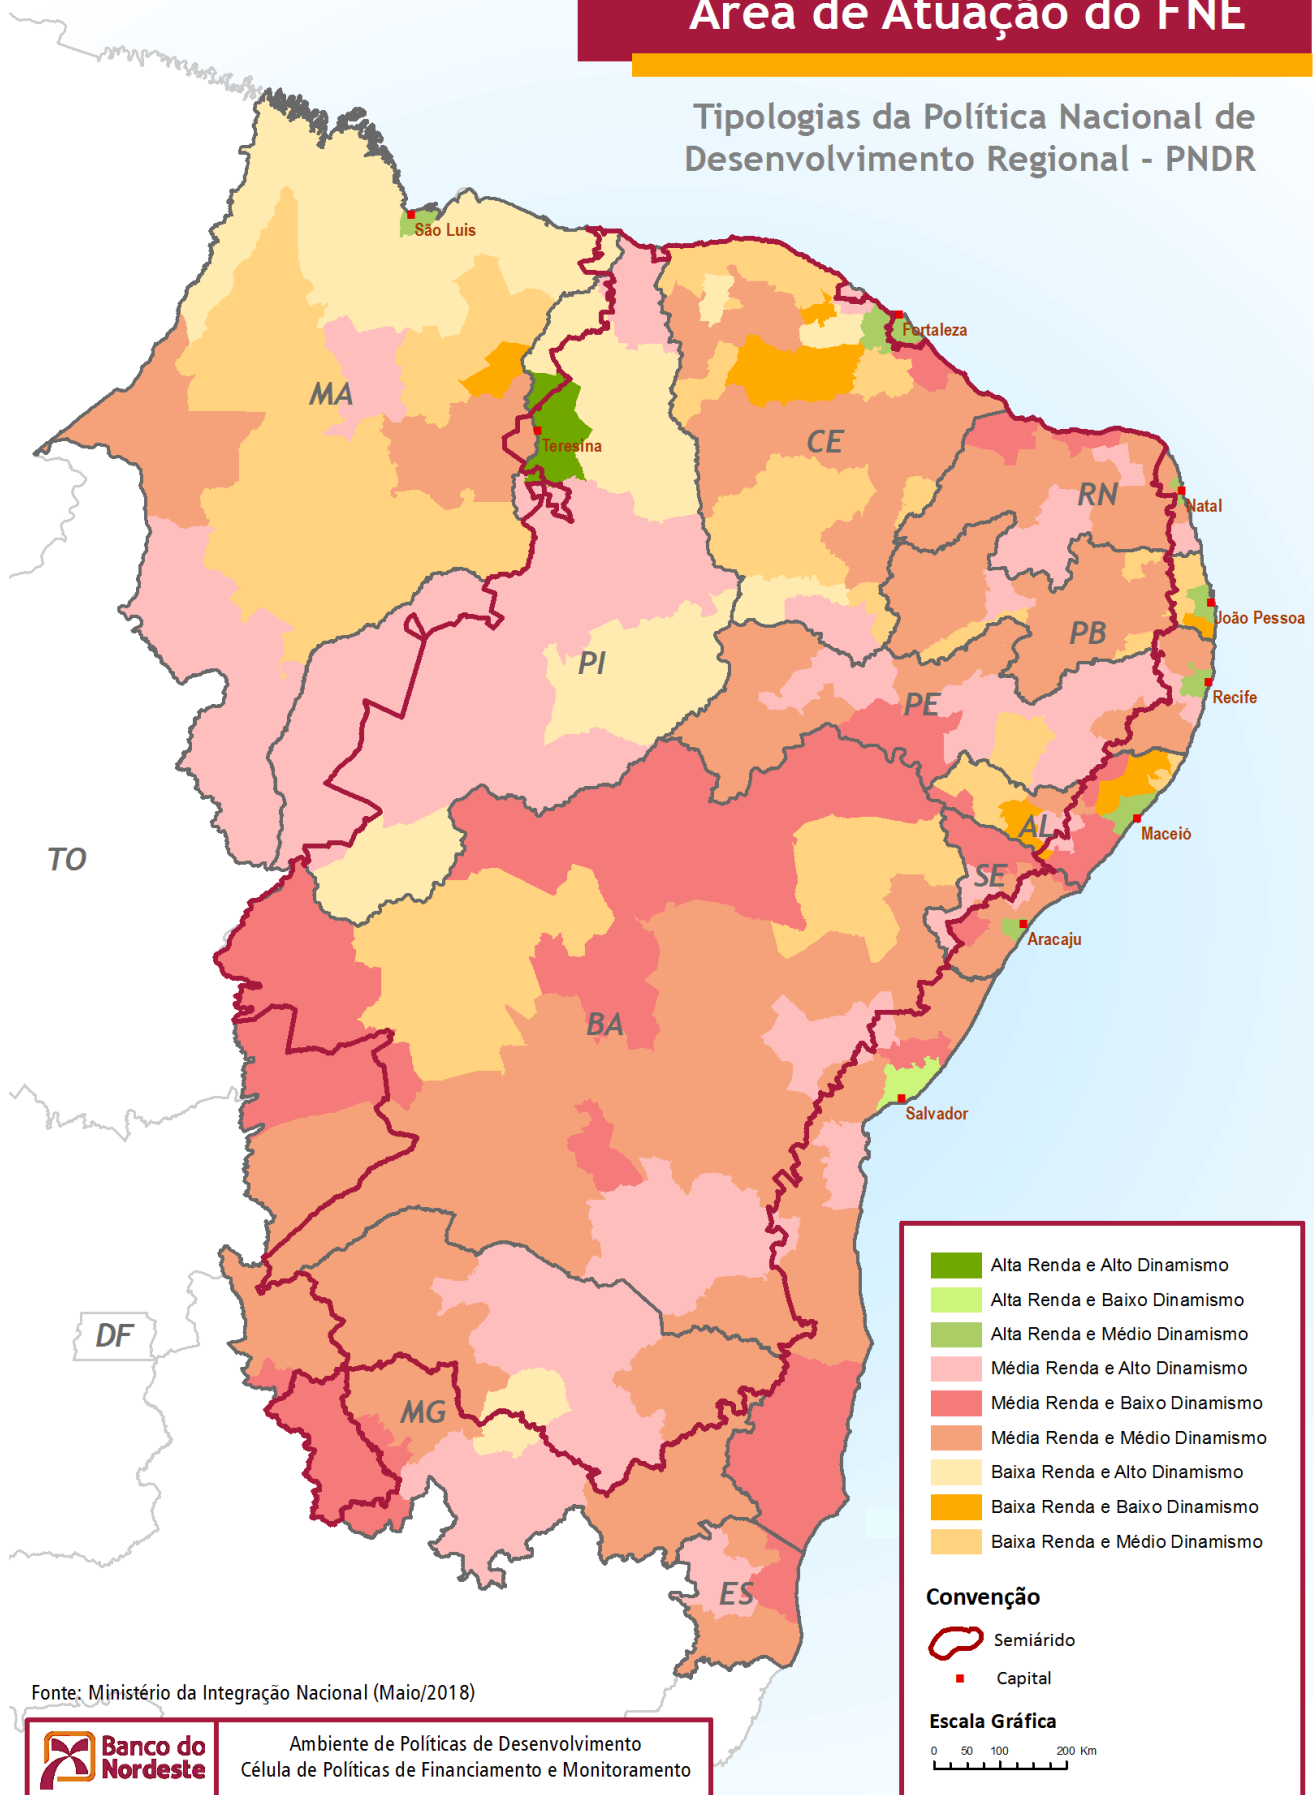 Área de Atuação do FNE
Tipologias da Política Nacional de
Desenvolvimento Regional - PNDR
São Luis
Fortaleza
MA
CE
Teresina
RN
Natal
João Pessoa
PB
PI
Recife
PE
AL
Maceió
TO
SE
Aracaju
BA
Salvador
DF
MG
ES
Alta Renda e Alto Dinamismo
Alta Renda e Baixo Dinamismo
Alta Renda e Médio Dinamismo
Média Renda e Alto Dinamismo
Média Renda e Baixo Dinamismo
Média Renda e Médio Dinamismo
Baixa Renda e Alto Dinamismo
Baixa Renda e Baixo Dinamismo
Baixa Renda e Médio Dinamismo
Convenção
Semiárido
Capital
Escala Gráfica
0 50 100 200 Km
Fonte: Ministério da Integração Nacional (Maio/2018)
Banco do
Nordeste
Ambiente de Políticas de Desenvolvimento
Célula de Políticas de Financiamento e Monitoramento